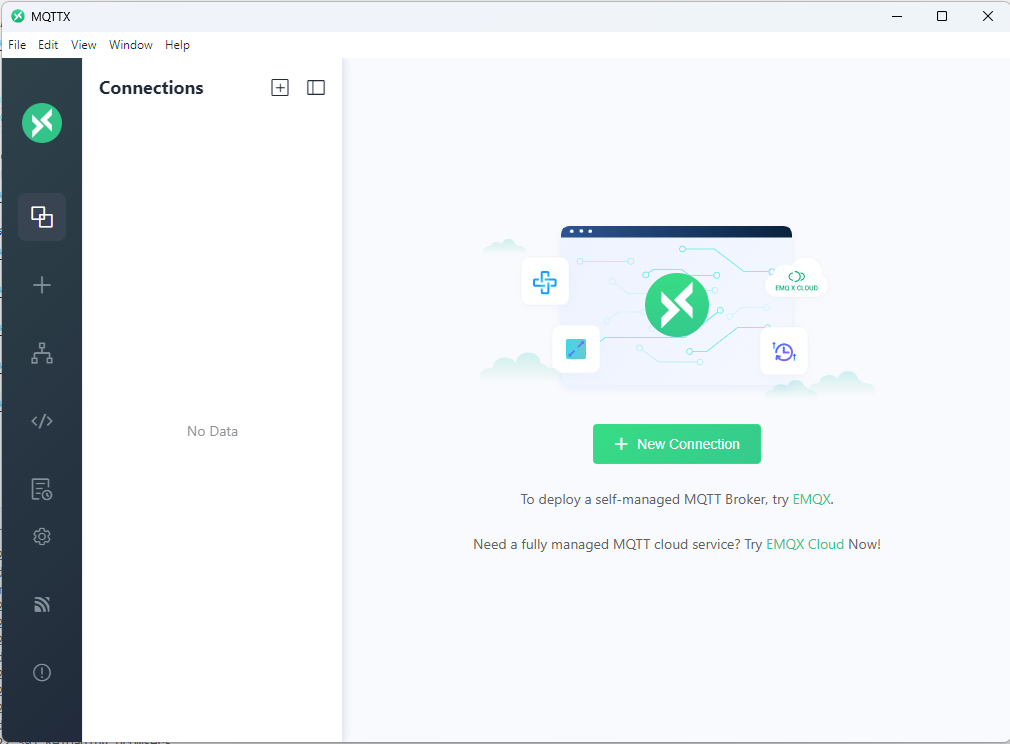 MQTTX
File Edit View Window Help
Connections
No Data
EMQ X CLOUD
New Connection
To deploy a self-managed MQTT Broker, try EMQX.
Need a fully managed MQTT cloud service? Try EMQX Cloud Now!